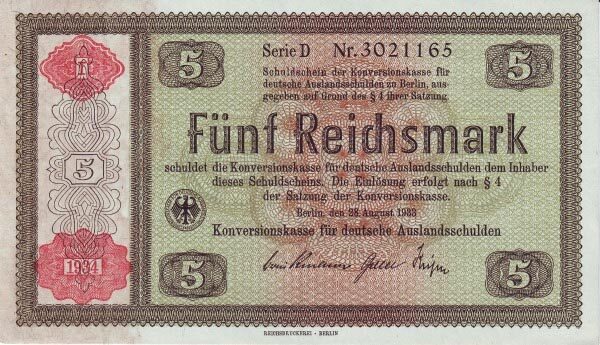 5
Serie D Nr. 3021165
5
Schuldschein der Konversionskasse für
deutsche Auslandsschulden zu Berlin, aus-
gegeben auf Grund des § 4 ihrer Satzung
Fünf Reichsmark
5
schuldet die Konversionskasse für deutsche Auslandsschulden dem Inhaber
dieses Schuldscheins. Die Einlösung erfolgt nach § 4
der Satzung der Konversionskasse.
Berlin, den 28. August 1933
Konversionskasse für deutsche Auslandsschulden
1934
5
5
REICHSDRUCKEREI · BERLIN